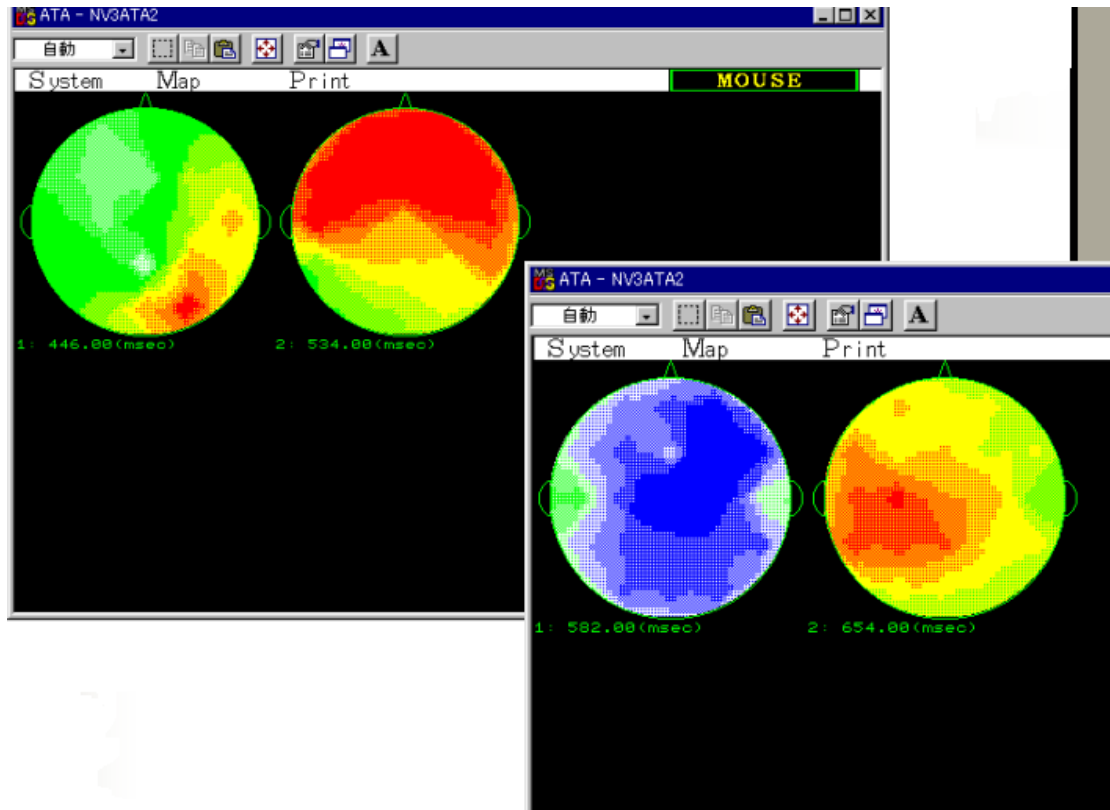 ATA - NV3ATA2
自動
A
System Map Print
MOUSE
1: 446.00(msec) 2: 534.00(msec)
ATA - NV3ATA2
自動
A
System Map Print
1: 582.00(msec) 2: 654.00(msec)